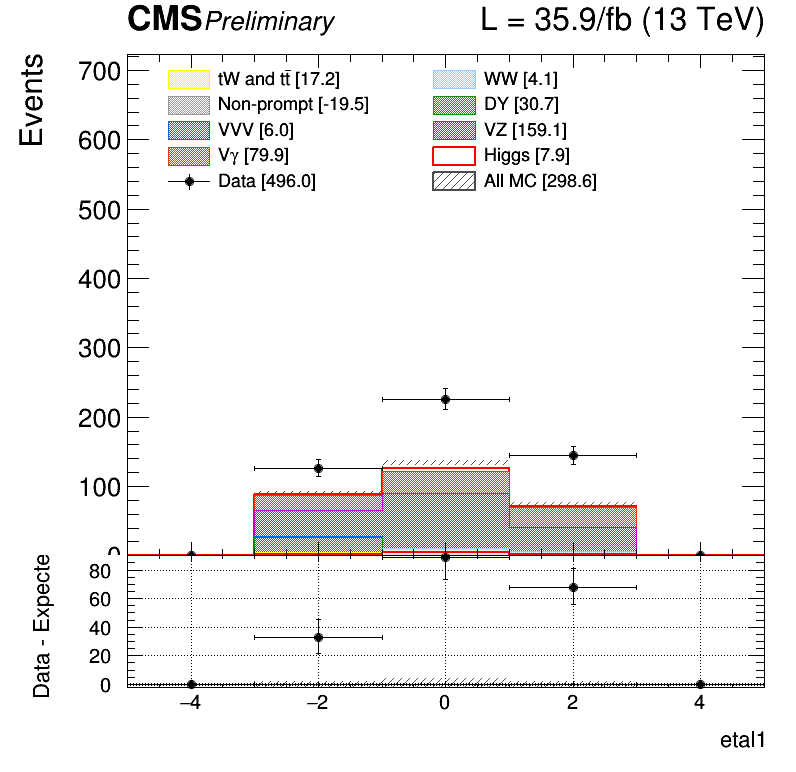 CMS Preliminary L = 35.9/fb (13 TeV)
Events
700
600
500
400
300
200
100
0
tW and tt̄ [17.2]
Non-prompt [-19.5]
VVV [6.0]
Vγ [79.9]
Data [496.0]
WW [4.1]
DY [30.7]
VZ [159.1]
Higgs [7.9]
All MC [298.6]
Data - Expecte
80
60
40
20
0
−4 −2 0 2 4
etal1